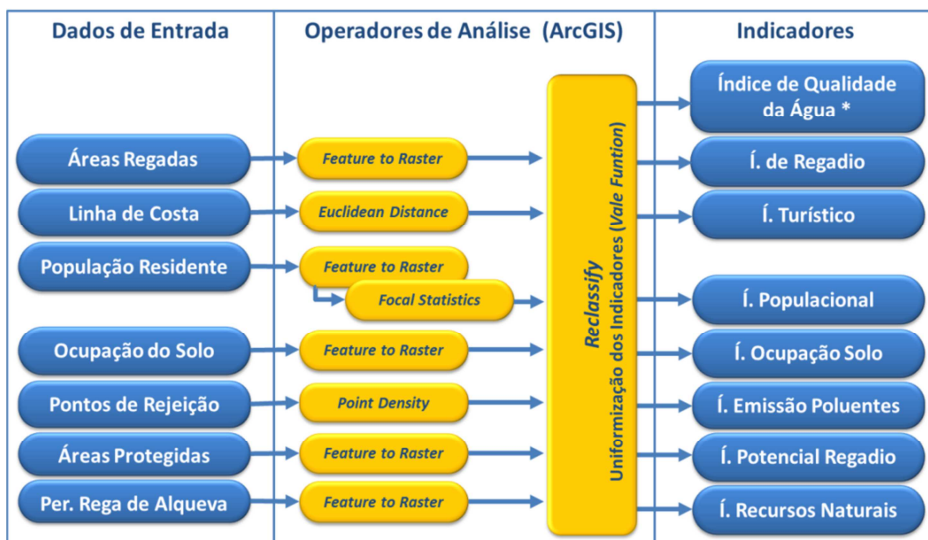 Dados de Entrada
Operadores de Análise (ArcGIS)
Indicadores
Áreas Regadas
Linha de Costa
População Residente
Ocupação do Solo
Pontos de Rejeição
Áreas Protegidas
Per. Rega de Alqueva
Feature to Raster
Euclidean Distance
Feature to Raster
Focal Statistics
Feature to Raster
Point Density
Feature to Raster
Feature to Raster
Reclassify
Uniformização dos Indicadores (Vale Funtion)
Índice de Qualidade
da Água *
Í. de Regadio
Í. Turístico
Í. Populacional
Í. Ocupação Solo
Í. Emissão Poluentes
Í. Potencial Regadio
Í. Recursos Naturais